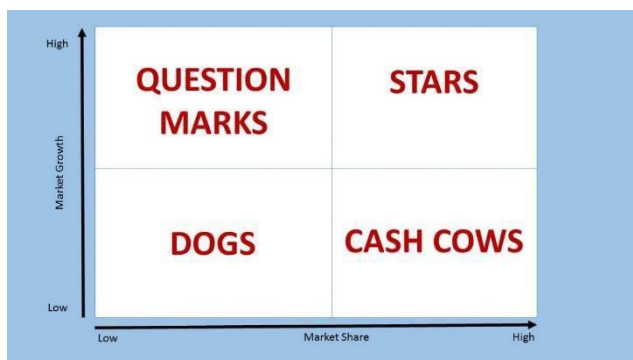 High
QUESTION
MARKS
STARS
Market Growth
DOGS
CASH COWS
Low
Low
Market Share
High